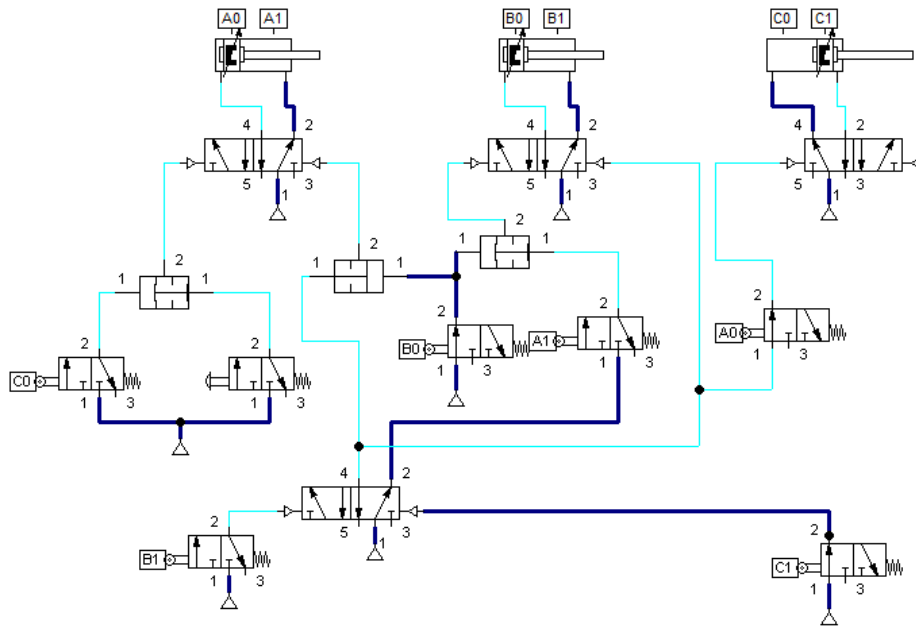 A0 A1 B0 B1 C0 C1
4 2 4 2 4 2
5 1 3 5 1 3 5 1 3
2 2 2
1 1 1 1 1 1
2 2 2
B0 A1 A0
1 3 1 3 1 3
2 2
C0
1 3 1 3
4 2
5 1 3
2 2
B1 C1
1 3 1 3